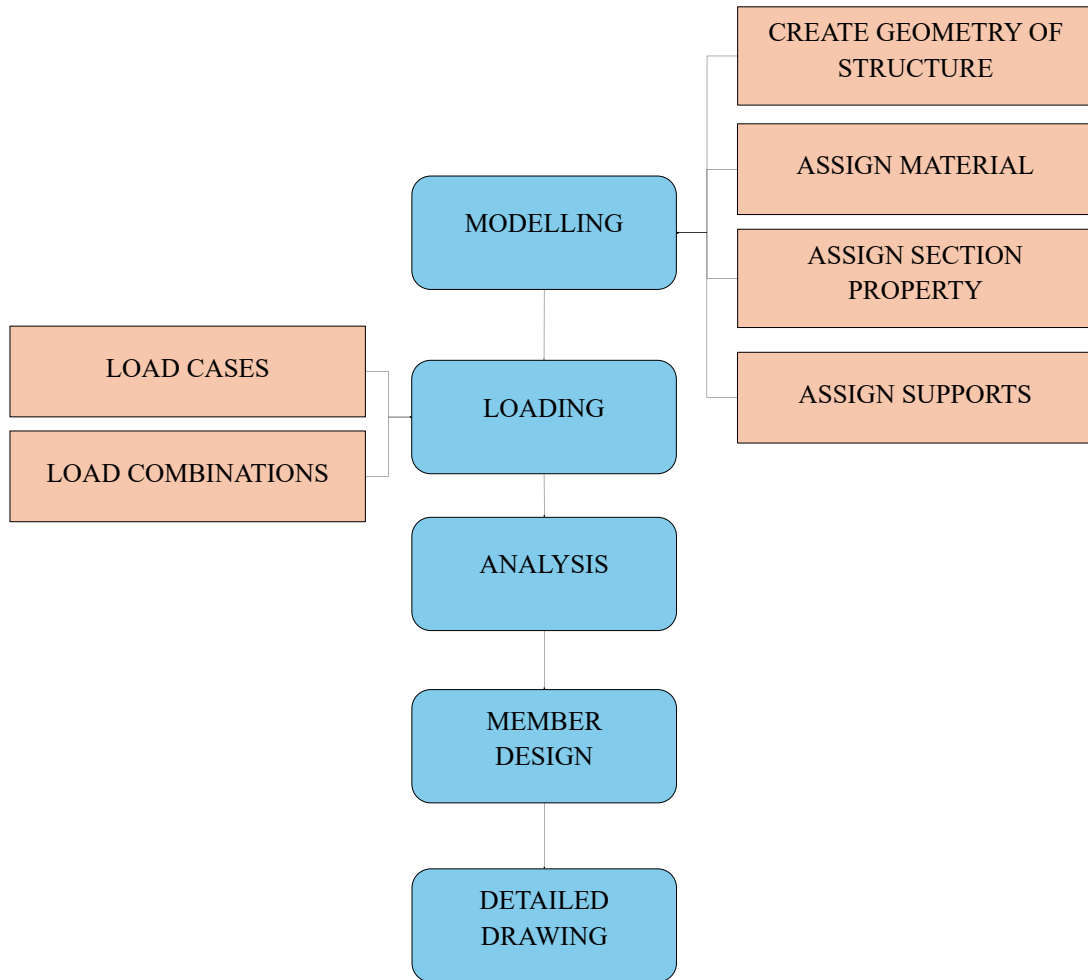 CREATE GEOMETRY OF
STRUCTURE
ASSIGN MATERIAL
MODELLING
ASSIGN SECTION
PROPERTY
LOAD CASES
LOADING
ASSIGN SUPPORTS
LOAD COMBINATIONS
ANALYSIS
MEMBER
DESIGN
DETAILED
DRAWING